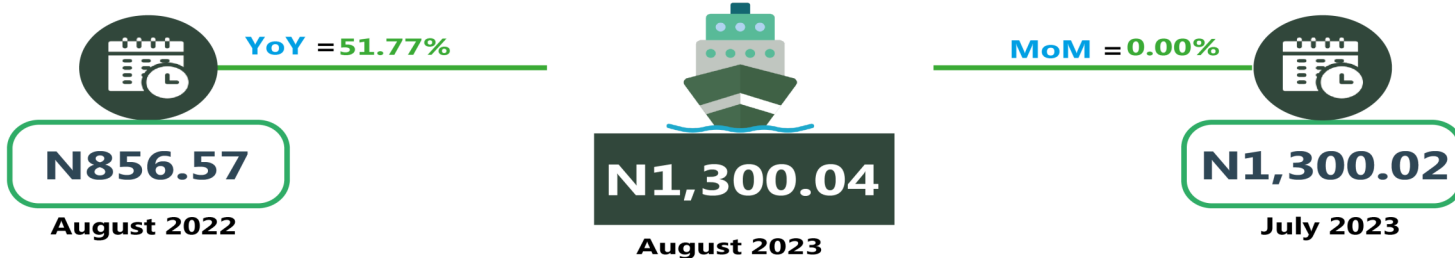 YoY =51.77%
MoM =0.00%
N856.57
N1,300.04
N1,300.02
August 2022
August 2023
July 2023